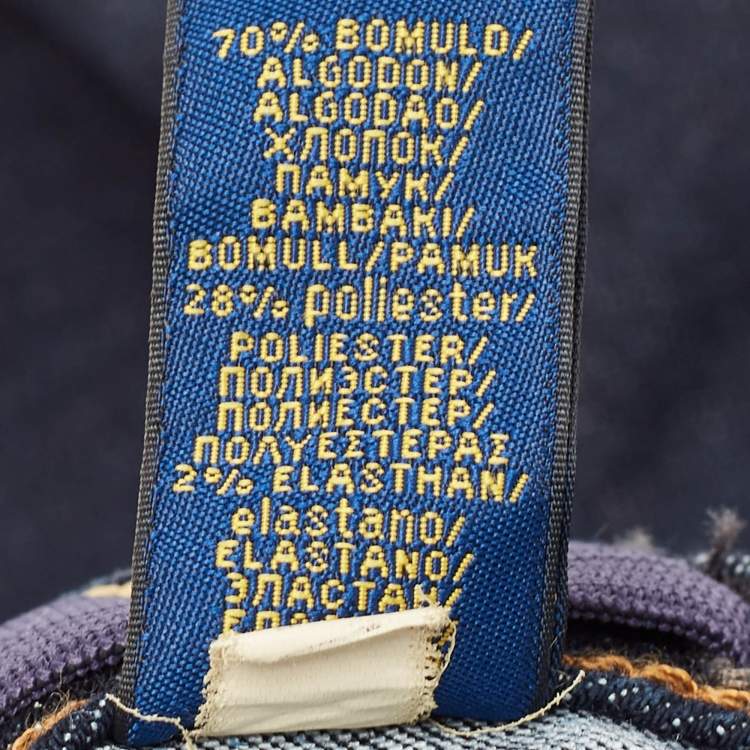 70% BOMULD/
ALGODON/
ALGODAO/
ХЛОПОК/
ПАМУК/
BAMBAKI/
BOMULL/PAMUK
28% poliester/
POLIESTER/
ПОЛИЭСТЕР/
ПОЛИЕСТЕР/
ΠΟΛΥΕΣΤΕΡΑΣ
2% ELASTHAN/
elastano/
ELASTANO/
ЭЛАСТАН/